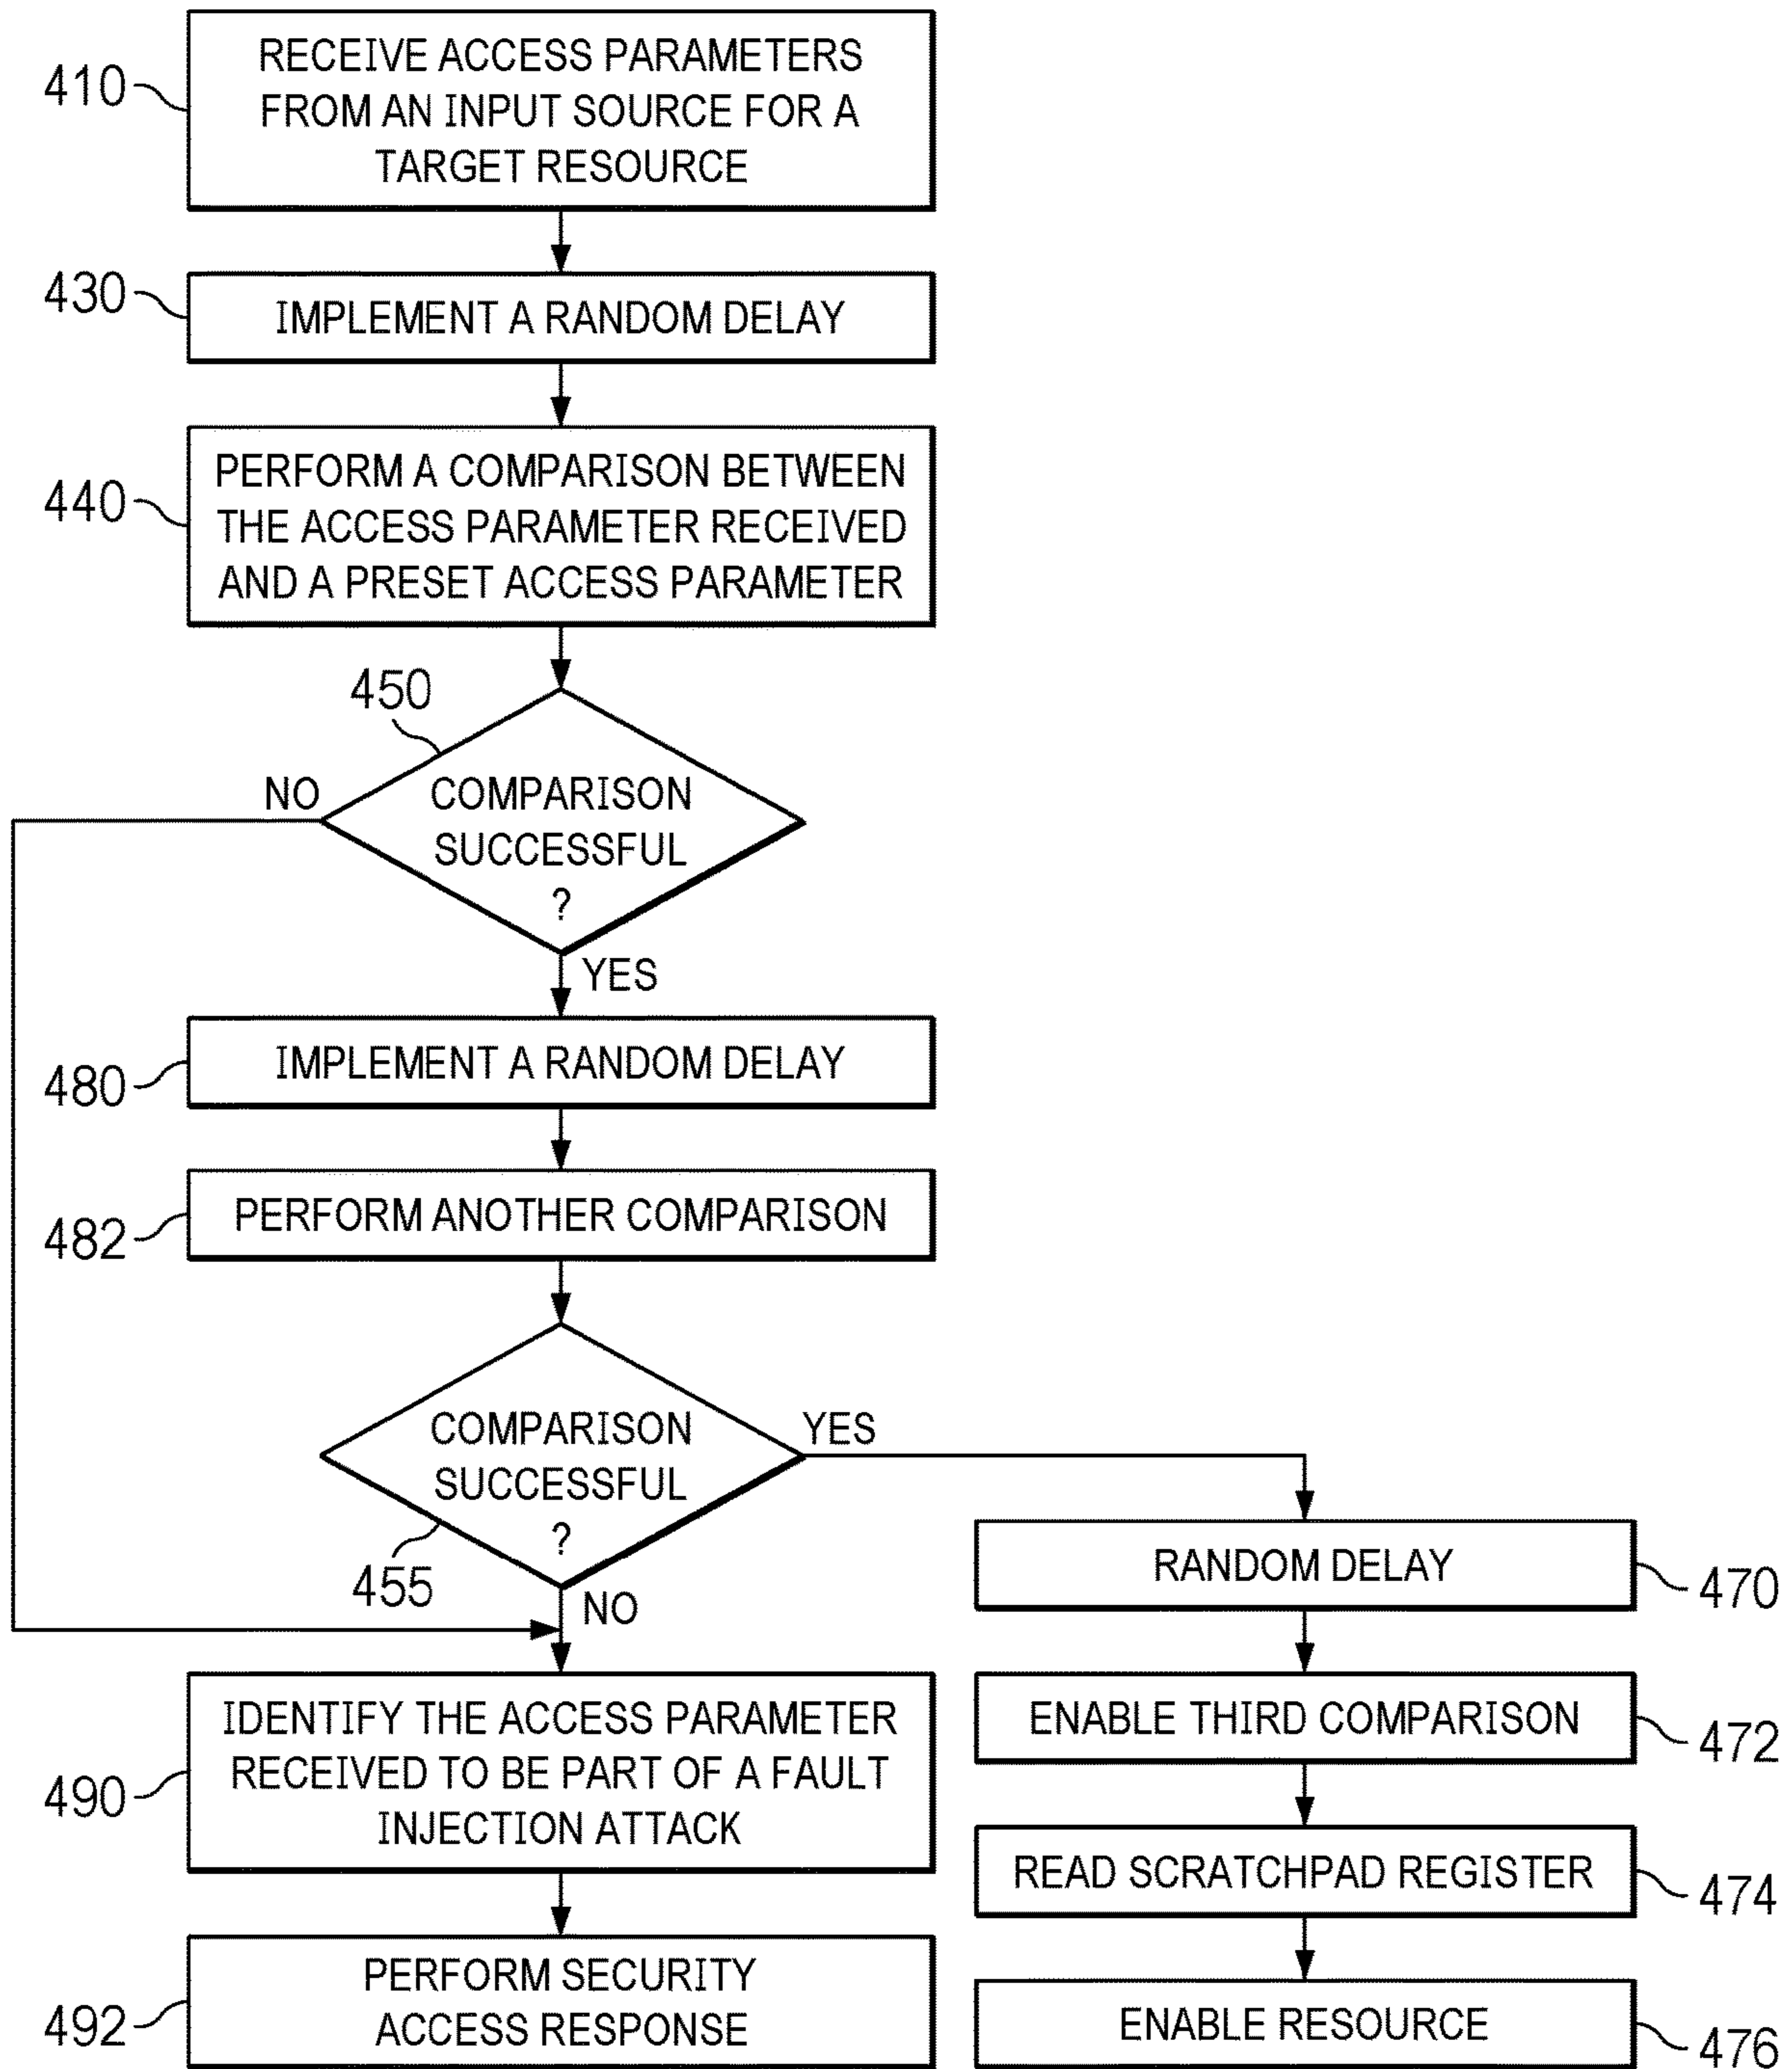 410
RECEIVE ACCESS PARAMETERS
FROM AN INPUT SOURCE FOR A
TARGET RESOURCE
430
IMPLEMENT A RANDOM DELAY
440
PERFORM A COMPARISON BETWEEN
THE ACCESS PARAMETER RECEIVED
AND A PRESET ACCESS PARAMETER
450
NO
COMPARISON
SUCCESSFUL
?
YES
480
IMPLEMENT A RANDOM DELAY
482
PERFORM ANOTHER COMPARISON
COMPARISON
SUCCESSFUL
?
YES
455
NO
RANDOM DELAY
470
ENABLE THIRD COMPARISON
472
READ SCRATCHPAD REGISTER
474
ENABLE RESOURCE
476
490
IDENTIFY THE ACCESS PARAMETER
RECEIVED TO BE PART OF A FAULT
INJECTION ATTACK
492
PERFORM SECURITY
ACCESS RESPONSE